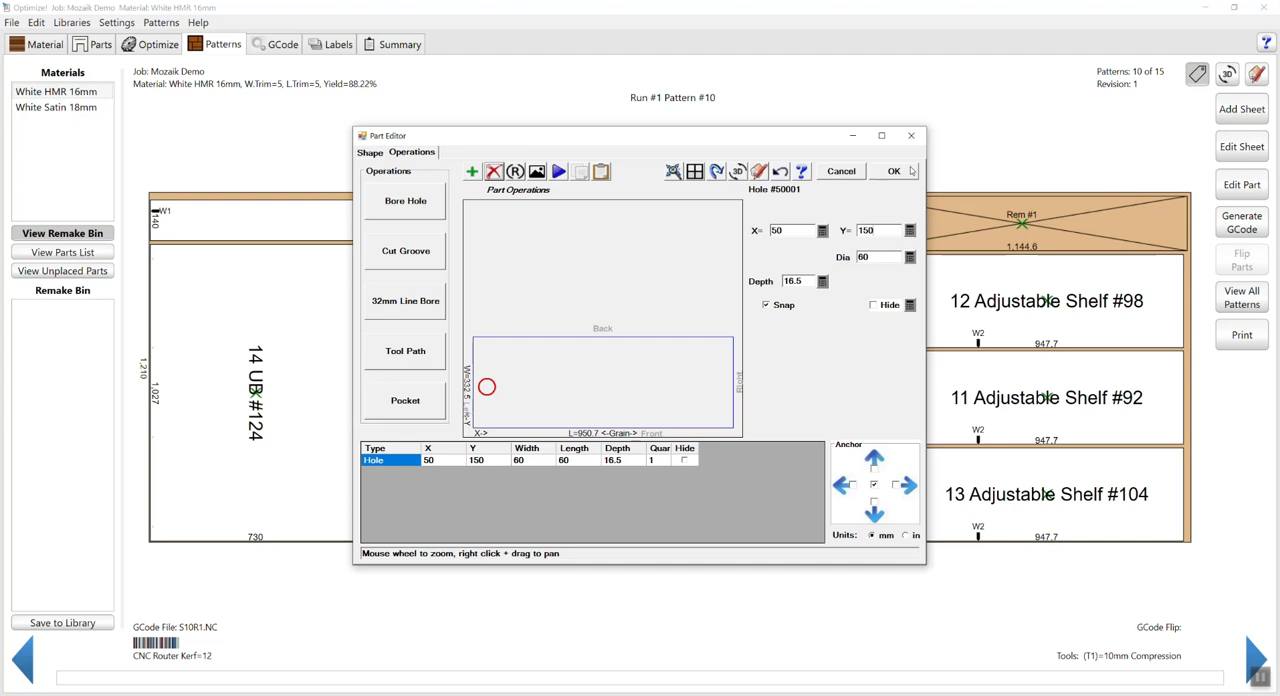 Optimize! Job: Mozaik Demo Material: White HMR 16mm
File Edit Libraries Settings Patterns Help
Material Parts Optimize Patterns GCode Labels Summary
Materials
White HMR 16mm
White Satin 18mm
View Remake Bin
View Parts List
View Unplaced Parts
Remake Bin
Save to Library
Job: Mozaik Demo
Material: White HMR 16mm, W.Trim=5, L.Trim=5, Yield=88.22%
Run #1 Pattern #10
Patterns: 10 of 15
Revision: 1
3D
Add Sheet
Edit Sheet
Edit Part
Generate GCode
Flip Parts
View All Patterns
Print
W1
140
14 UB #124
1,210
1,027
730
Rem #1
1,144.6
12 Adjustable Shelf #98
W2
947.7
11 Adjustable Shelf #92
W2
947.7
13 Adjustable Shelf #104
W2
947.7
Part Editor
Shape Operations
Operations
Bore Hole
Cut Groove
32mm Line Bore
Tool Path
Pocket
(R)
3D
Cancel
OK
Part Operations
Hole #50001
X= 50 Y= 150
Dia 60
Depth 16.5
Snap Hide
Back
Right
X-> L=950.7 <-Grain-> Front
Type X Y Width Length Depth Quar Hide
Hole 50 150 60 60 16.5 1
Anchor
Units: mm in
Mouse wheel to zoom, right click + drag to pan
GCode File: S10R1.NC
CNC Router Kerf=12
GCode Flip:
Tools: (T1)=10mm Compression